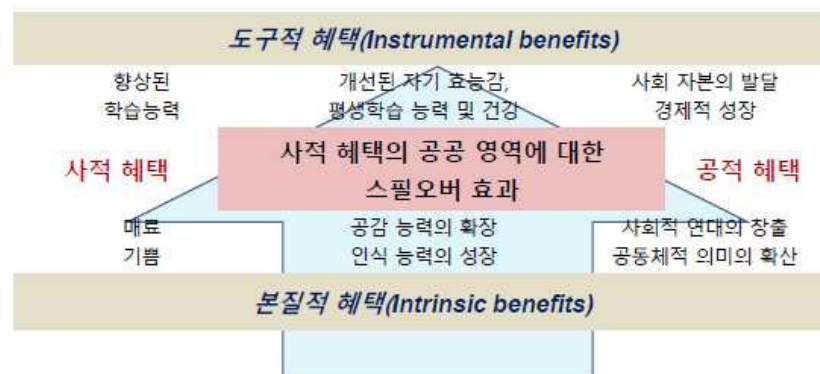 도구적 혜택(Instrumental benefits)
향상된
학습능력
개선된 자기 효능감,
평생학습 능력 및 건강
사회 자본의 발달
경제적 성장
사적 혜택
사적 혜택의 공공 영역에 대한
스필오버 효과
공적 혜택
매료
기쁨
공감 능력의 확장
인식 능력의 성장
사회적 연대의 창출
공동체적 의미의 확산
본질적 혜택(Intrinsic benefits)